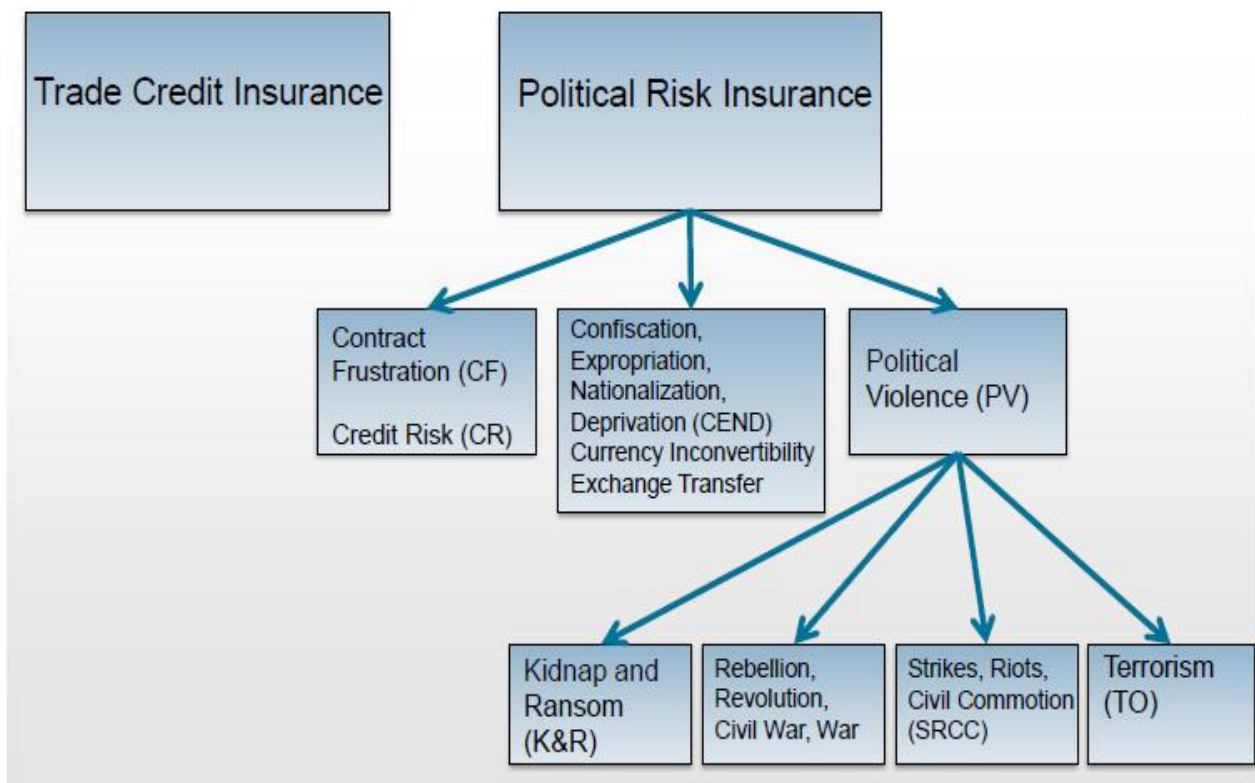 Trade Credit Insurance
Political Risk Insurance
Contract
Frustration (CF)
Credit Risk (CR)
Confiscation,
Expropriation,
Nationalization,
Deprivation (CEND)
Currency Inconvertibility
Exchange Transfer
Political
Violence (PV)
Kidnap and
Ransom
(K&R)
Rebellion,
Revolution,
Civil War, War
Strikes, Riots,
Civil Commotion
(SRCC)
Terrorism
(TO)